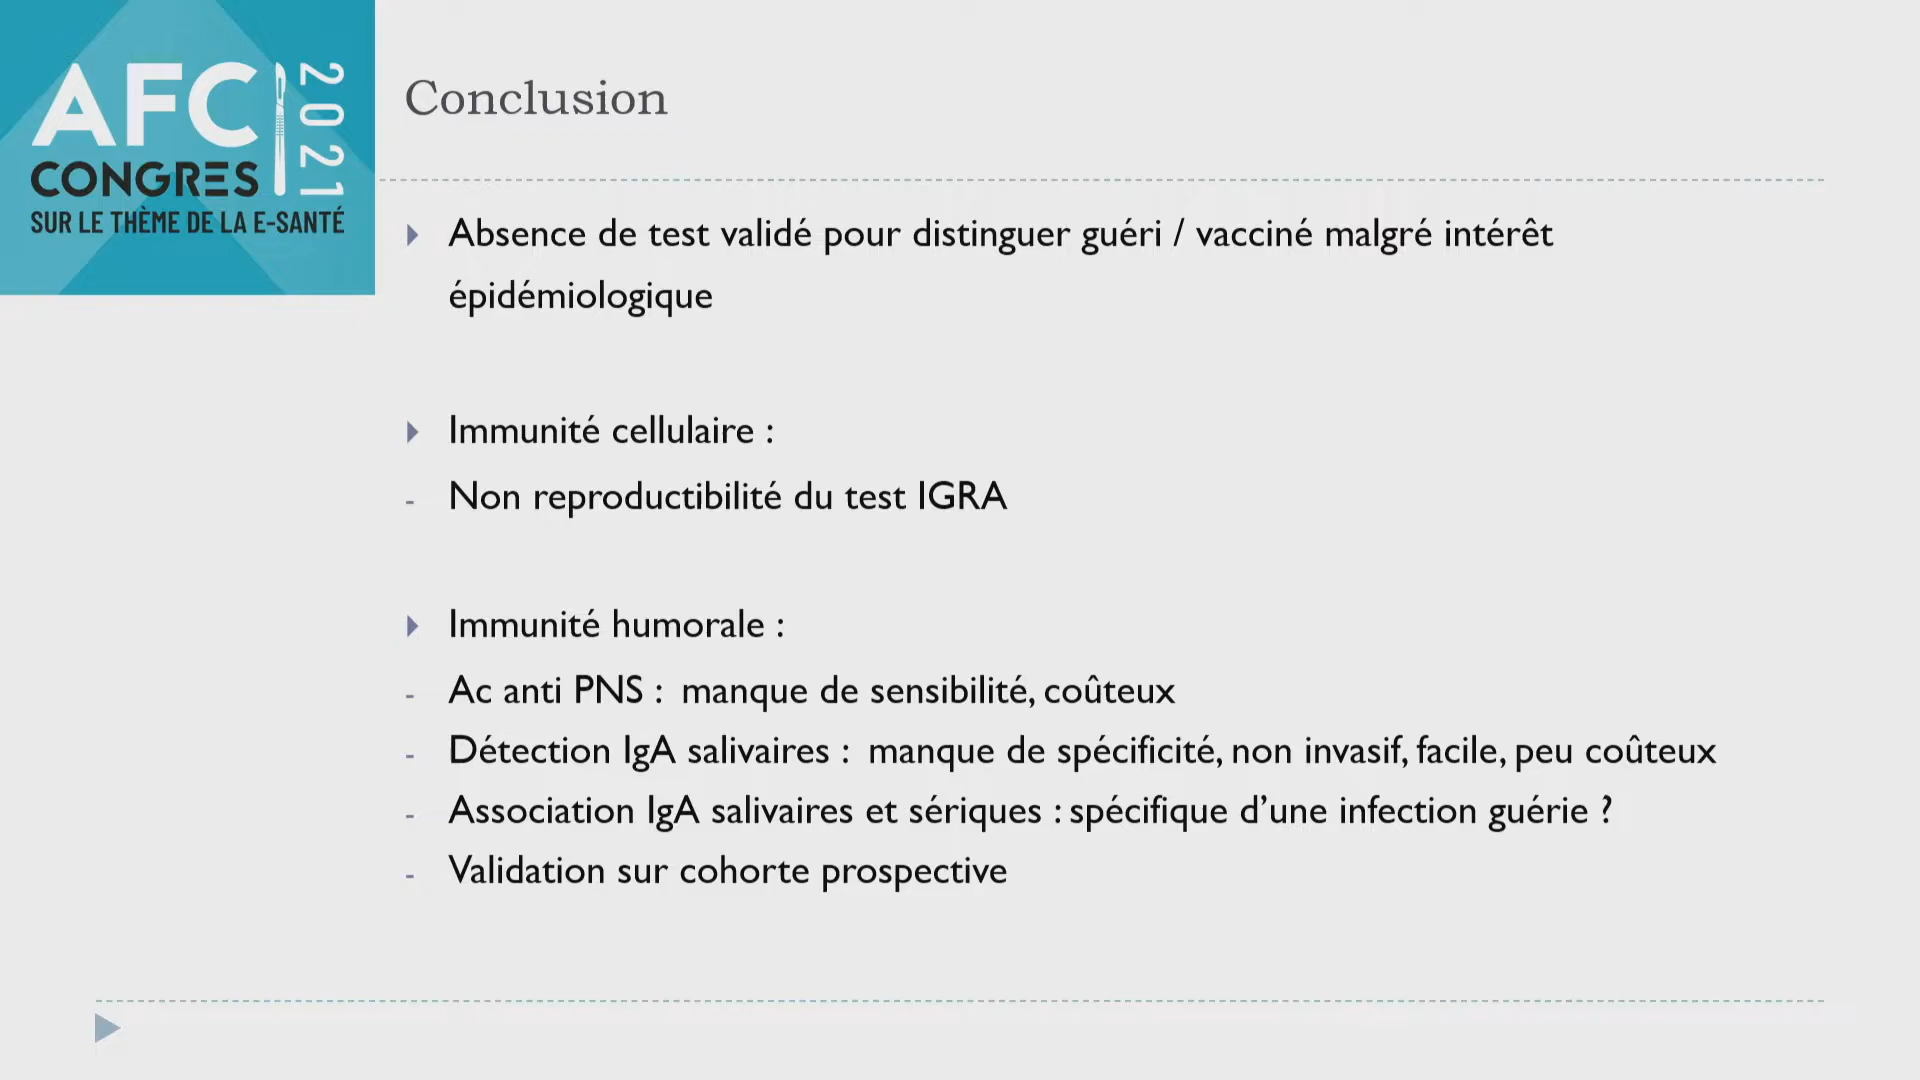 AFC 2021
CONGRES
SUR LE THÈME DE LA E-SANTÉ
Conclusion
Absence de test validé pour distinguer guéri / vacciné malgré intérêt
épidémiologique
Immunité cellulaire :
- Non reproductibilité du test IGRA
Immunité humorale :
- Ac anti PNS : manque de sensibilité, coûteux
- Détection IgA salivaires : manque de spécificité, non invasif, facile, peu coûteux
- Association IgA salivaires et sériques : spécifique d’une infection guérie ?
- Validation sur cohorte prospective